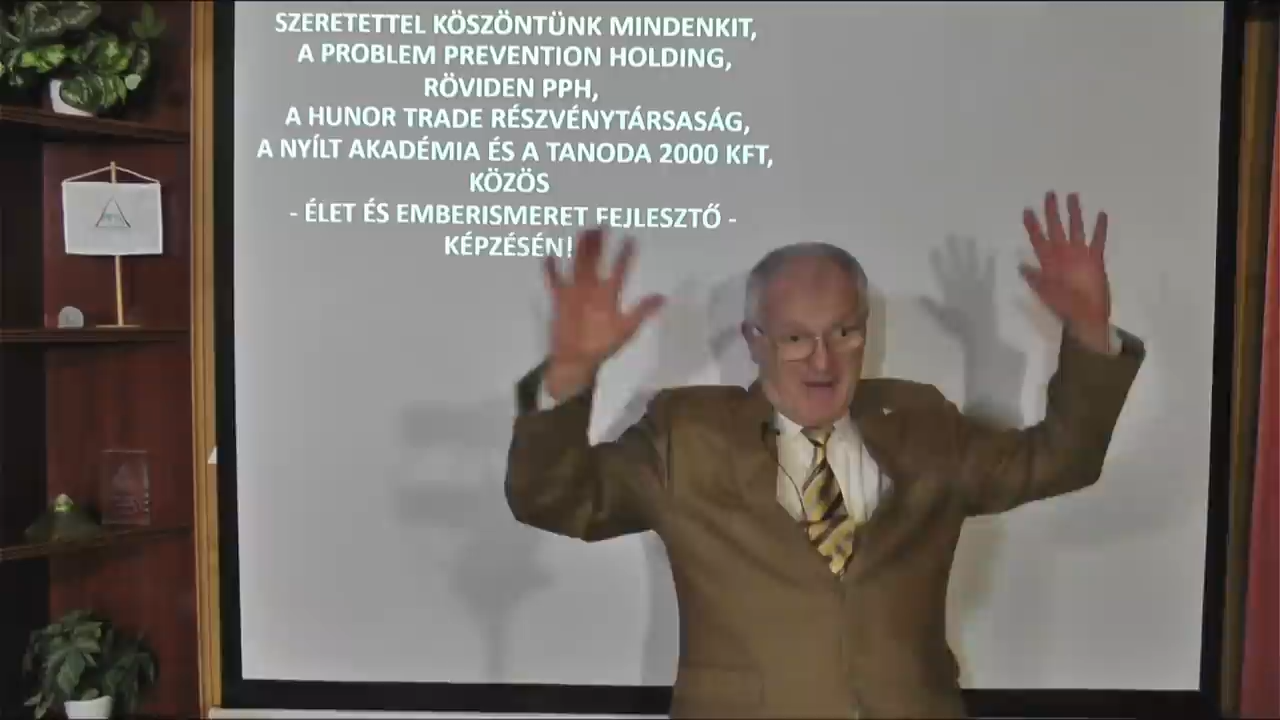 SZERETETTEL KÖSZÖNTÜNK MINDENKIT,
A PROBLEM PREVENTION HOLDING,
RÖVIDEN PPH,
A HUNOR TRADE RÉSZVÉNYTÁRSASÁG,
A NYÍLT AKADÉMIA ÉS A TANODA 2000 KFT,
KÖZÖS
- ÉLET ÉS EMBERISMERET FEJLESZTŐ -
KÉPZÉSÉN!